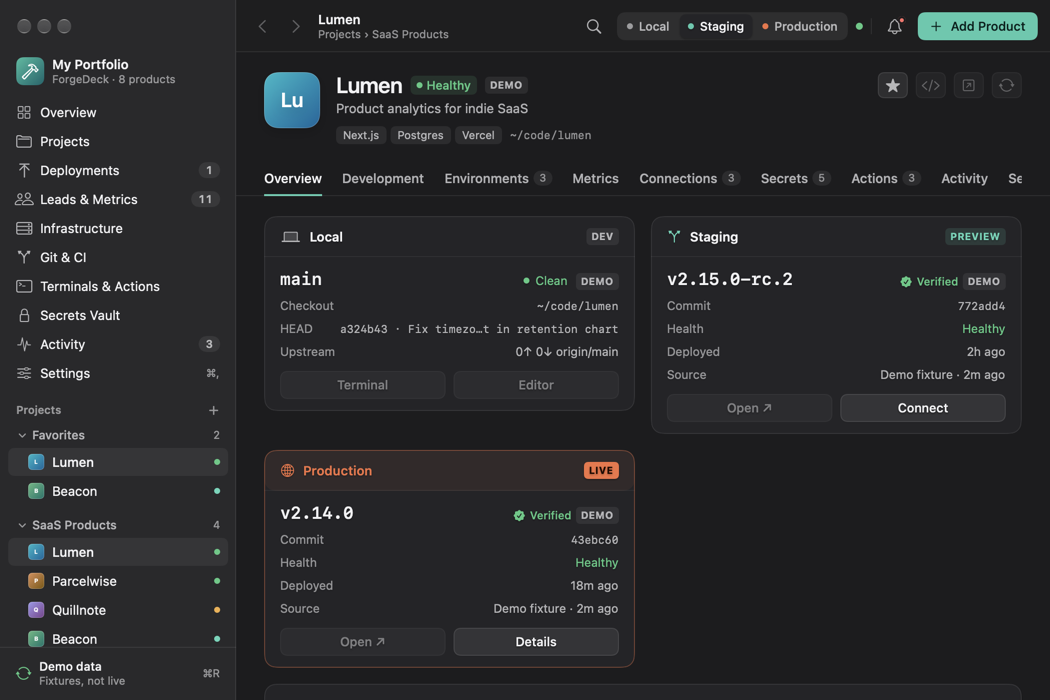 My Portfolio
ForgeDeck · 8 products
Overview
Projects
Deployments 1
Leads & Metrics 11
Infrastructure
Git & CI
Terminals & Actions
Secrets Vault
Activity 3
Settings ⌘,
Projects +
Favorites 2
L Lumen
B Beacon
SaaS Products 4
L Lumen
P Parcelwise
Q Quillnote
B Beacon
Demo data
Fixtures, not live
⌘R
Lumen
Projects › SaaS Products
Local Staging Production
+ Add Product
Lu
Lumen Healthy DEMO
Product analytics for indie SaaS
Next.js Postgres Vercel ~/code/lumen
Overview Development Environments 3 Metrics Connections 3 Secrets 5 Actions 3 Activity Se
Local DEV
main Clean DEMO
Checkout ~/code/lumen
HEAD a324b43 · Fix timezo…t in retention chart
Upstream 0↑ 0↓ origin/main
Terminal Editor
Staging PREVIEW
v2.15.0-rc.2 Verified DEMO
Commit 772add4
Health Healthy
Deployed 2h ago
Source Demo fixture · 2m ago
Open ↗ Connect
Production LIVE
v2.14.0 Verified DEMO
Commit 43ebc60
Health Healthy
Deployed 18m ago
Source Demo fixture · 2m ago
Open ↗ Details